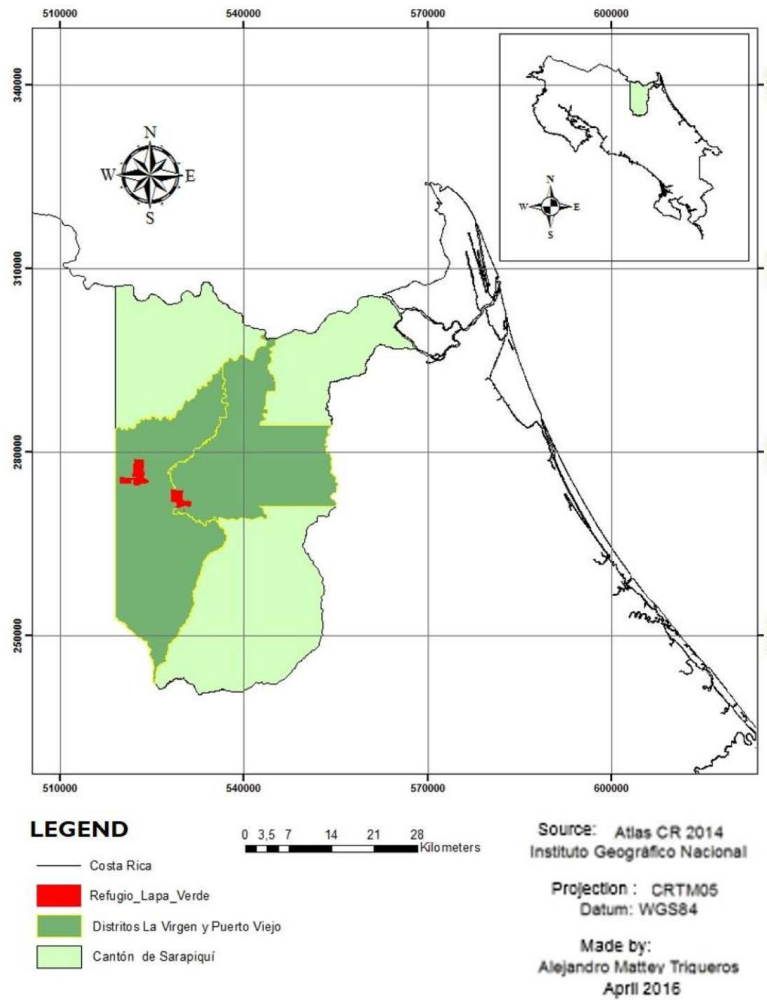 510000 540000 570000 600000
N
W E
S
N
W E
S
340000
310000
280000
250000
510000 540000 570000 600000
LEGEND
Costa Rica
Refugio_Lapa_Verde
Distritos La Virgen y Puerto Viejo
Cantón de Sarapiquí
0 3,5 7 14 21 28
Kilometers
Source: Atlas CR 2014
Instituto Geográfico Nacional
Projection : CRTM05
Datum: WGS84
Made by:
Alejandro Mattey Trigueros
April 2016